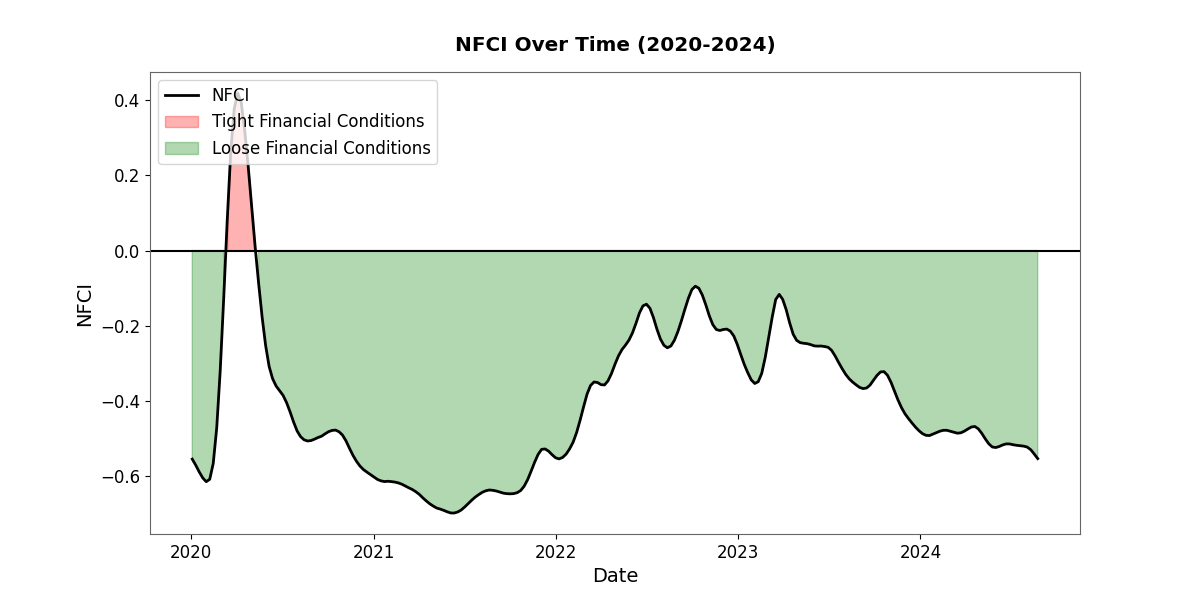 NFCI Over Time (2020-2024)
NFCI
Tight Financial Conditions
Loose Financial Conditions
0.4
0.2
0.0
−0.2
−0.4
−0.6
NFCI
2020 2021 2022 2023 2024
Date